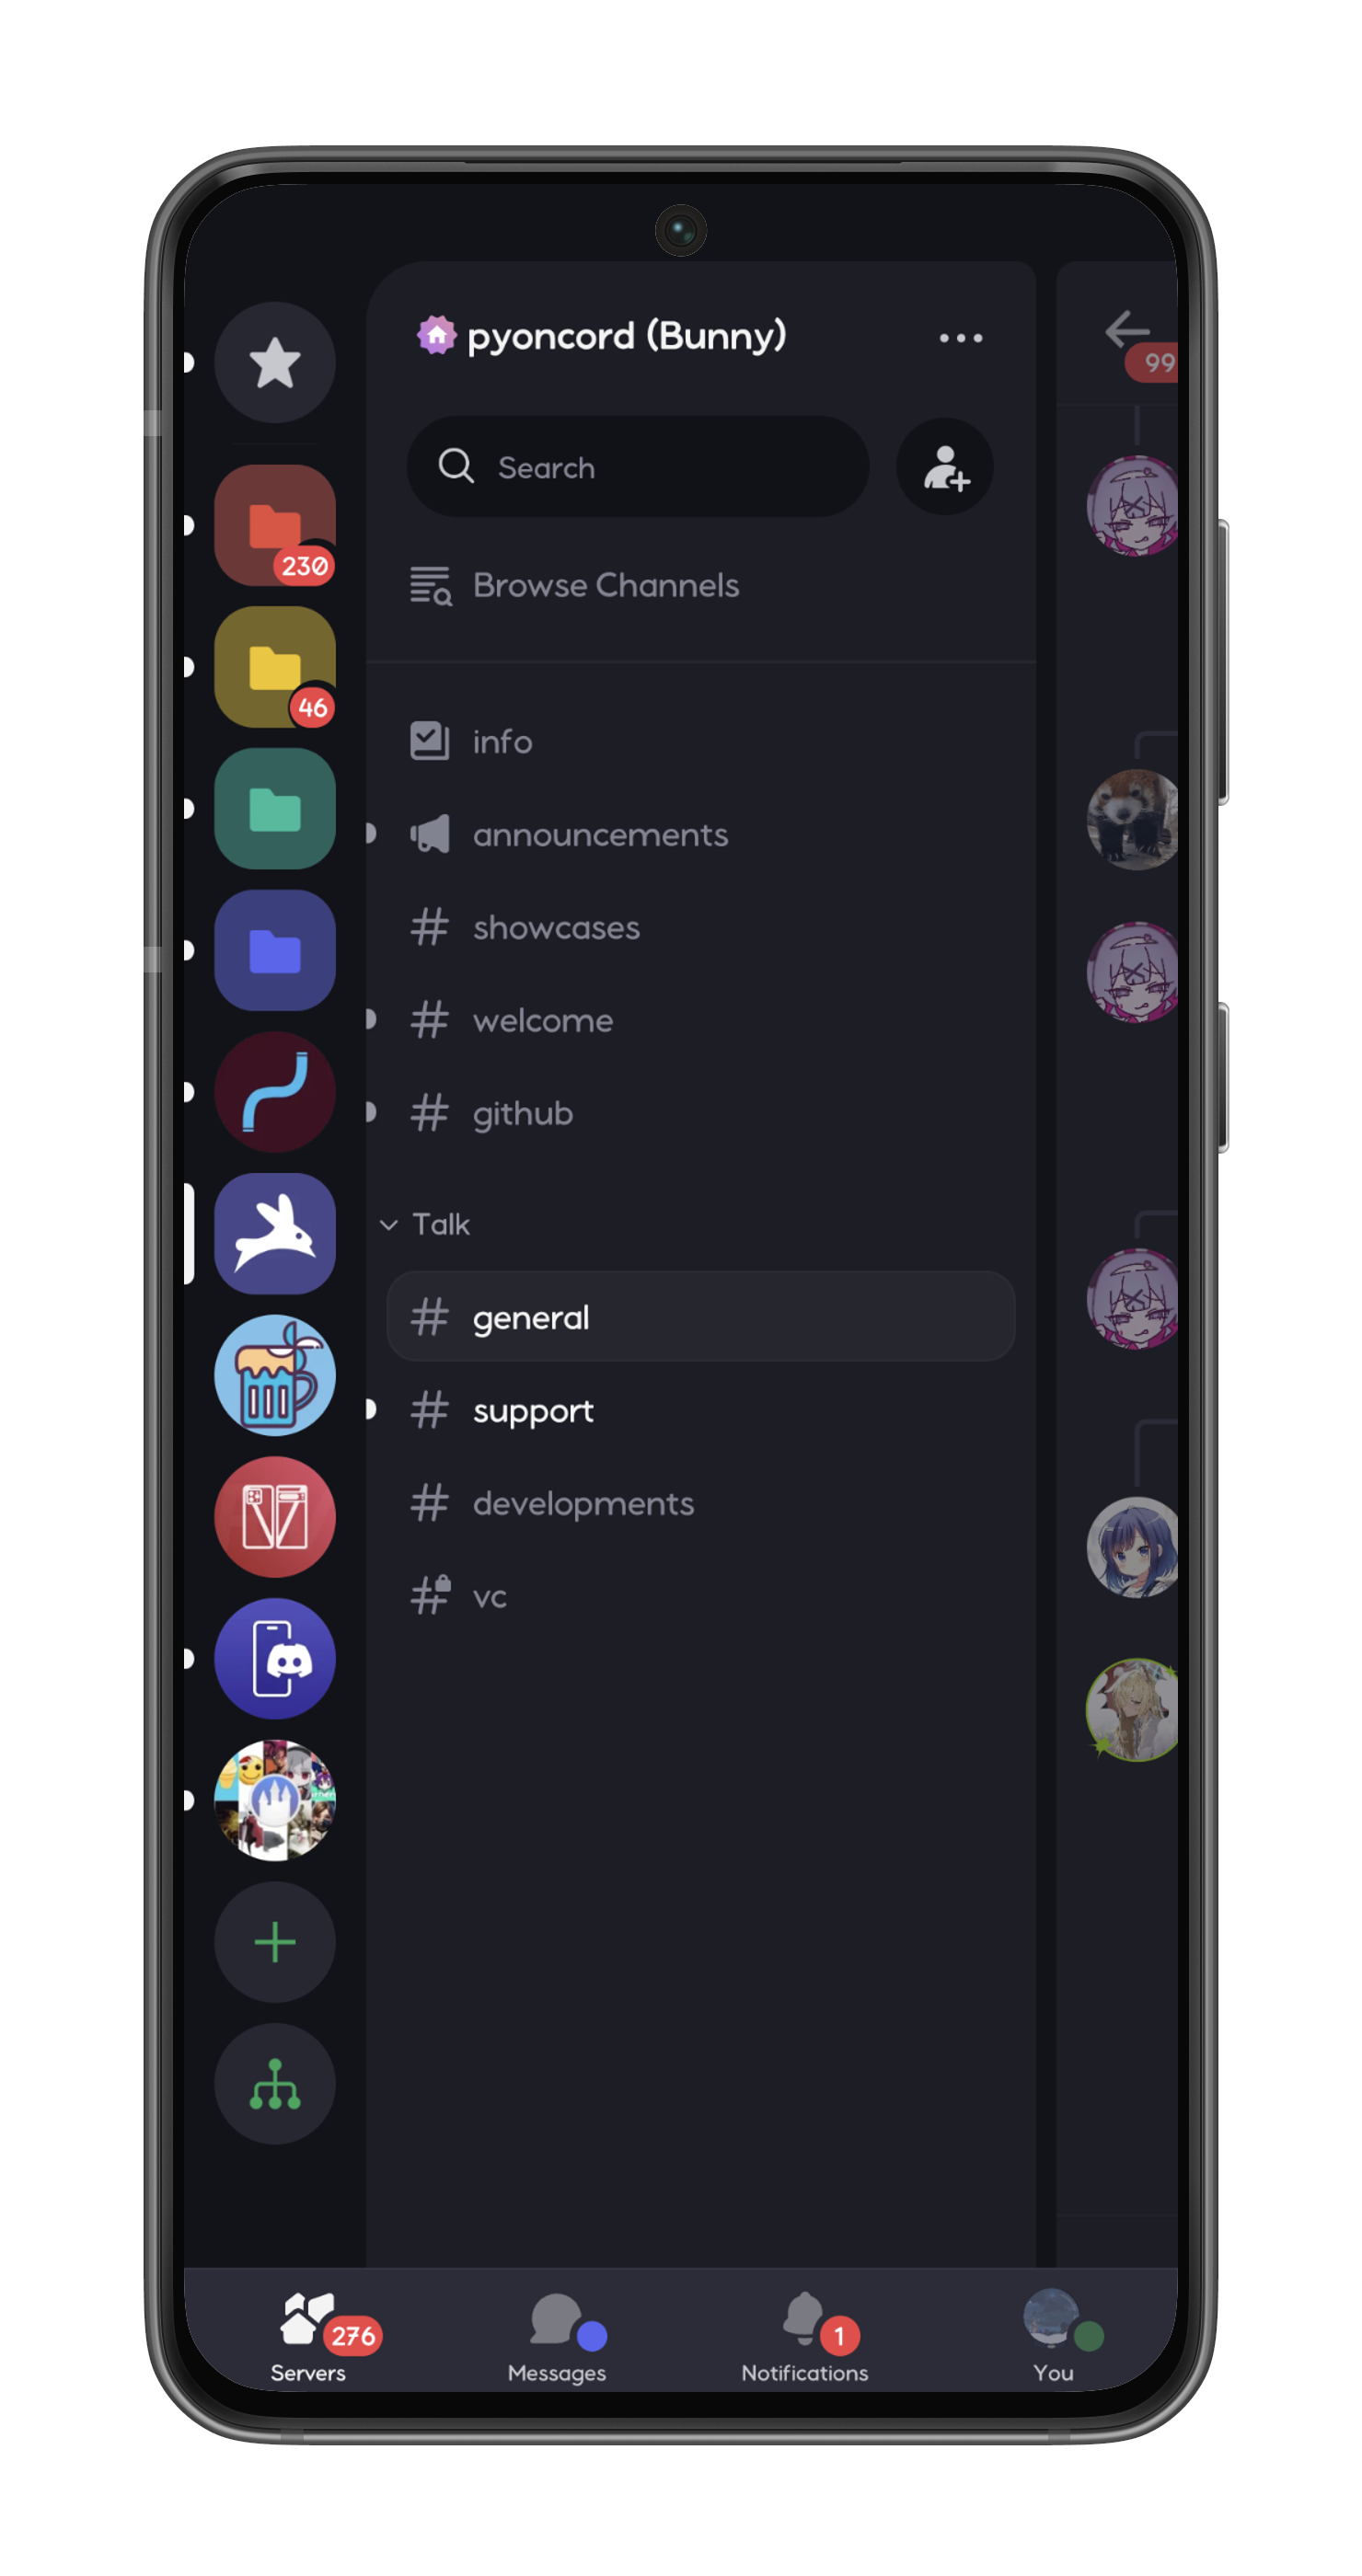 pyoncord (Bunny)
99
Search
Browse Channels
230
46
info
announcements
showcases
welcome
github
Talk
general
support
developments
vc
276
1
Servers
Messages
Notifications
You